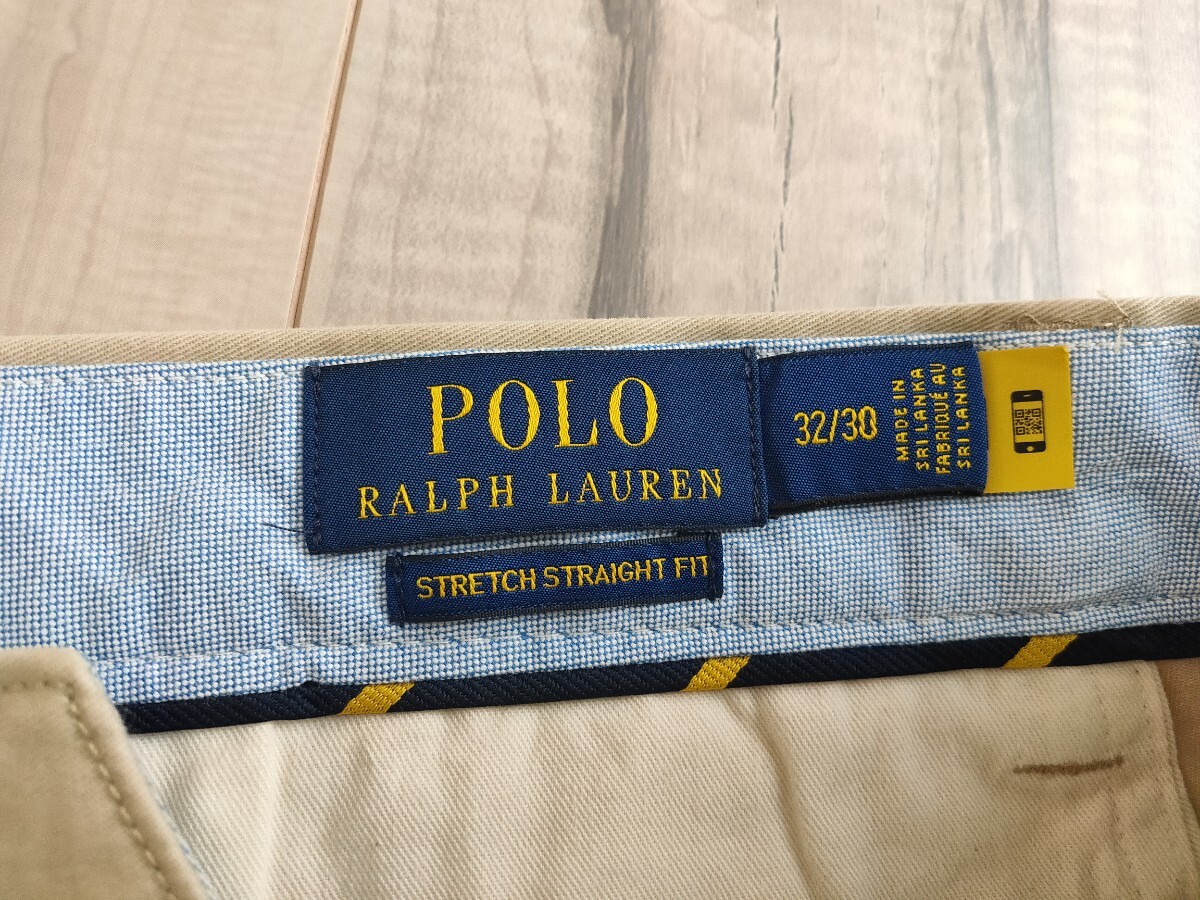 POLO
RALPH LAUREN
STRETCH STRAIGHT FIT
32/30
MADE IN
SRI LANKA
FABRIQUÉ AU
SRI LANKA